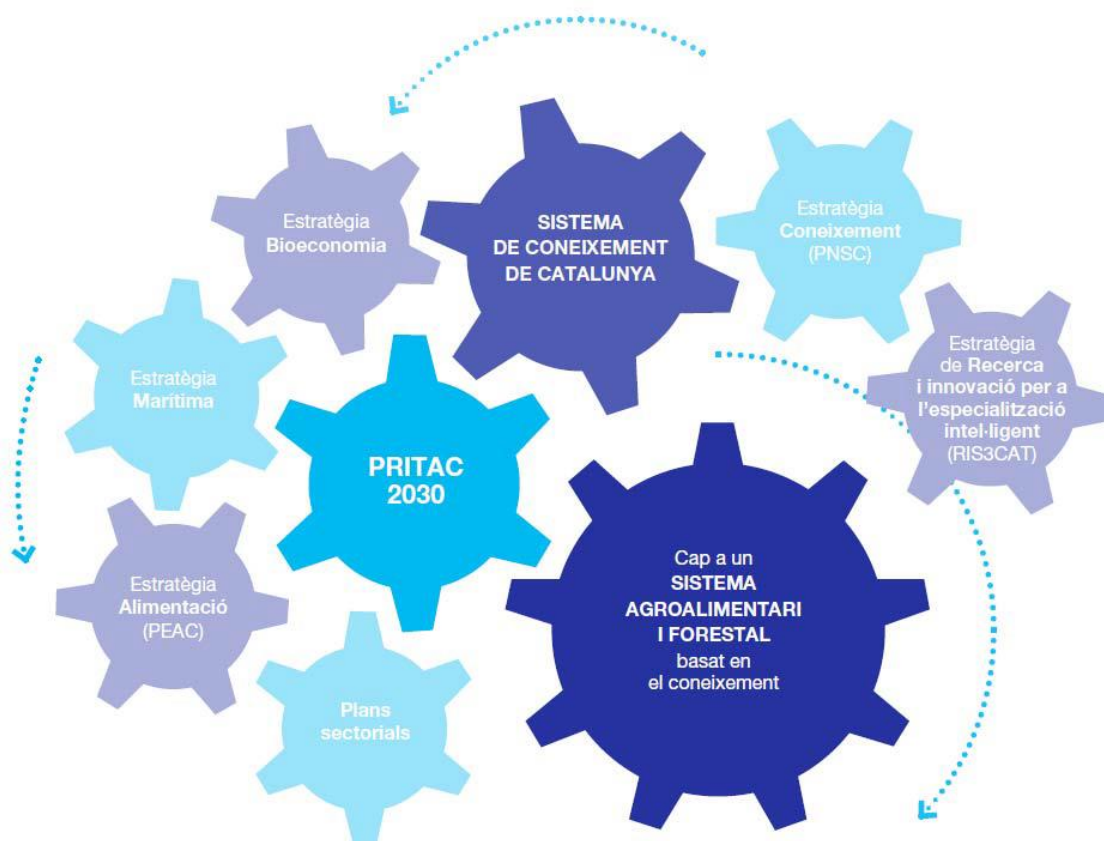 Estratègia
Bioeconomia
SISTEMA
DE CONEIXEMENT
DE CATALUNYA
Estratègia
Coneixement
(PNSC)
Estratègia
de Recerca
i innovació per a
l'especialització
intel·ligent
(RIS3CAT)
Estratègia
Marítima
PRITAC
2030
Estratègia
Alimentació
(PEAC)
Cap a un
SISTEMA
AGROALIMENTARI
I FORESTAL
basat en
el coneixement
Plans
sectorials